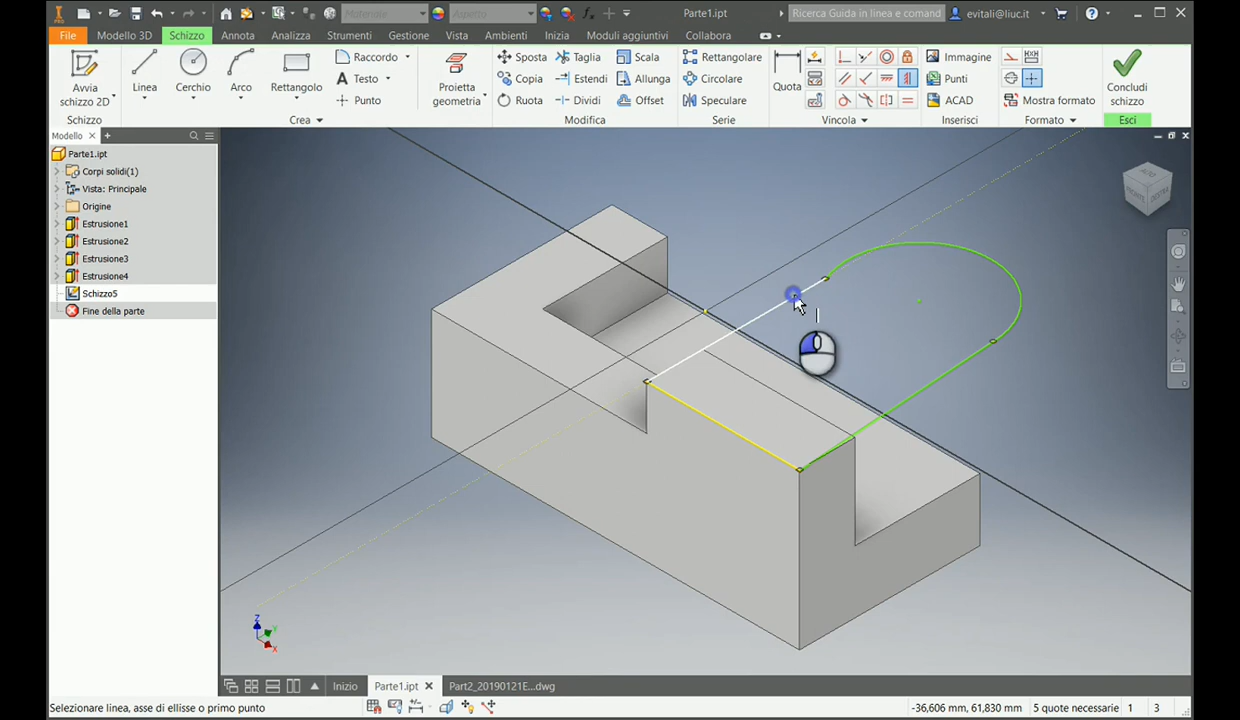 Materiale
Aspetto
Parte1.ipt
Ricerca Guida in linea e comand
evitali@liuc.it
File
Modello 3D
Schizzo
Annota
Analizza
Strumenti
Gestione
Vista
Ambienti
Inizia
Moduli aggiuntivi
Collabora
Avvia schizzo 2D
Linea
Cerchio
Arco
Rettangolo
Raccordo
Testo
Punto
Proietta geometria
Sposta
Copia
Ruota
Taglia
Estendi
Dividi
Scala
Allunga
Offset
Rettangolare
Circolare
Speculare
Quota
Immagine
Punti
ACAD
Mostra formato
Concludi schizzo
Schizzo
Crea
Modifica
Serie
Vincola
Inserisci
Formato
Esci
Modello
Parte1.ipt
Corpi solidi(1)
Vista: Principale
Origine
Estrusione1
Estrusione2
Estrusione3
Estrusione4
Schizzo5
Fine della parte
Z
Y
X
Inizio
Parte1.ipt
Part2_20190121E...dwg
Selezionare linea, asse di ellisse o primo punto
-36,606 mm, 61,830 mm
5 quote necessarie
1
3